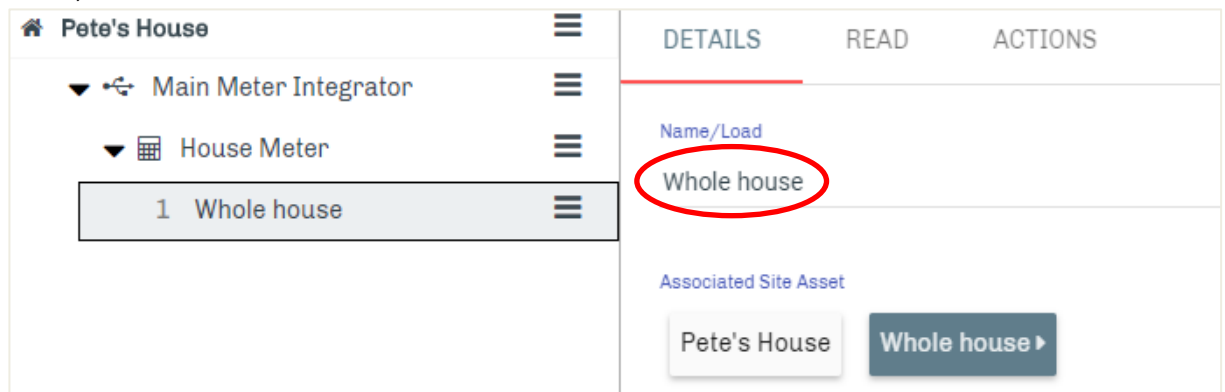 Pete's House
Main Meter Integrator
House Meter
1 Whole house
DETAILS READ ACTIONS
Name/Load
Whole house
Associated Site Asset
Pete's House Whole house